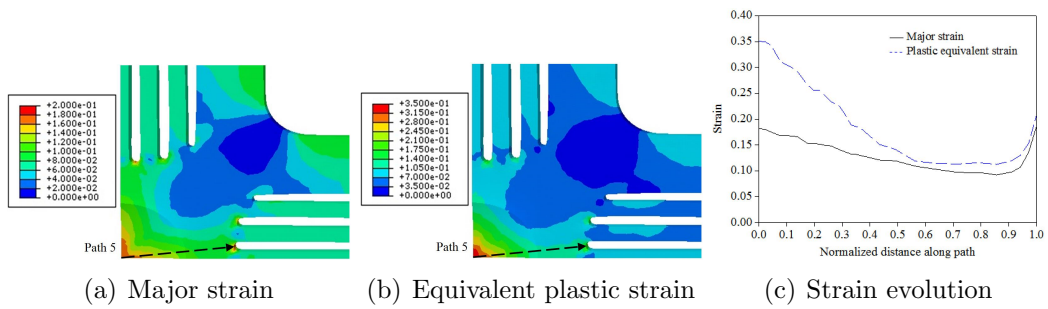 +2.000e-01
+1.800e-01
+1.600e-01
+1.400e-01
+1.200e-01
+1.000e-01
+8.000e-02
+6.000e-02
+4.000e-02
+2.000e-02
+0.000e+00
Path 5
(a) Major strain
+3.500e-01
+3.150e-01
+2.800e-01
+2.450e-01
+2.100e-01
+1.750e-01
+1.400e-01
+1.050e-01
+7.000e-02
+3.500e-02
+0.000e+00
Path 5
(b) Equivalent plastic strain
0.40
0.35
0.30
0.25
0.20
0.15
0.10
0.05
0.00
Strain
Major strain
Plastic equivalent strain
0.0 0.1 0.2 0.3 0.4 0.5 0.6 0.7 0.8 0.9 1.0
Normalized distance along path
(c) Strain evolution